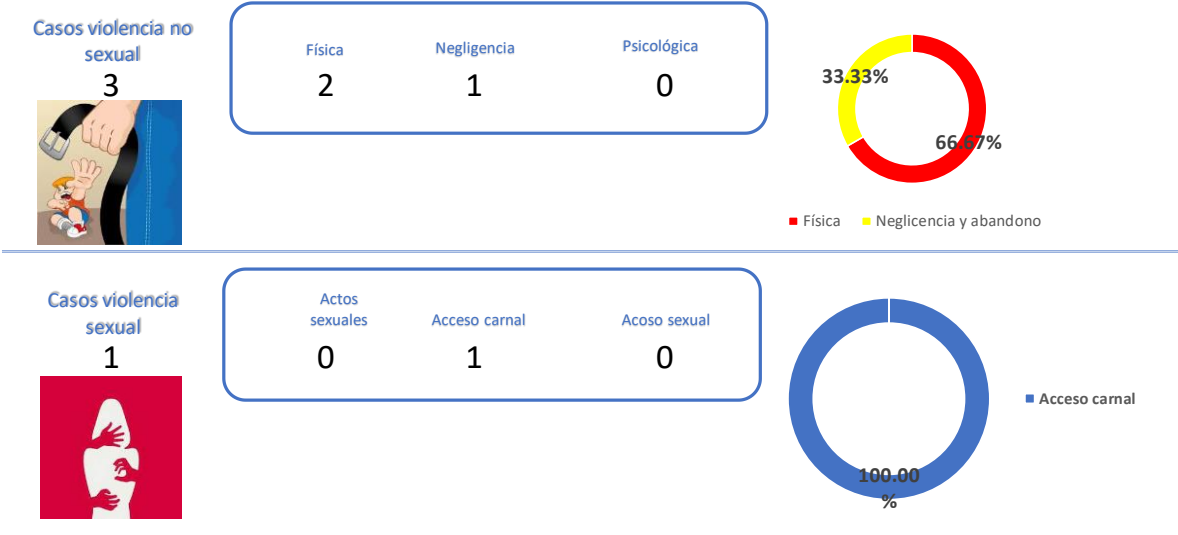 Casos violencia no
sexual
3
Física
Negligencia
Psicológica
2
1
0
33.33%
66.67%
Física
Neglicencia y abandono
Casos violencia
sexual
1
Actos
sexuales
Acceso carnal
Acoso sexual
0
1
0
100.00
%
Acceso carnal